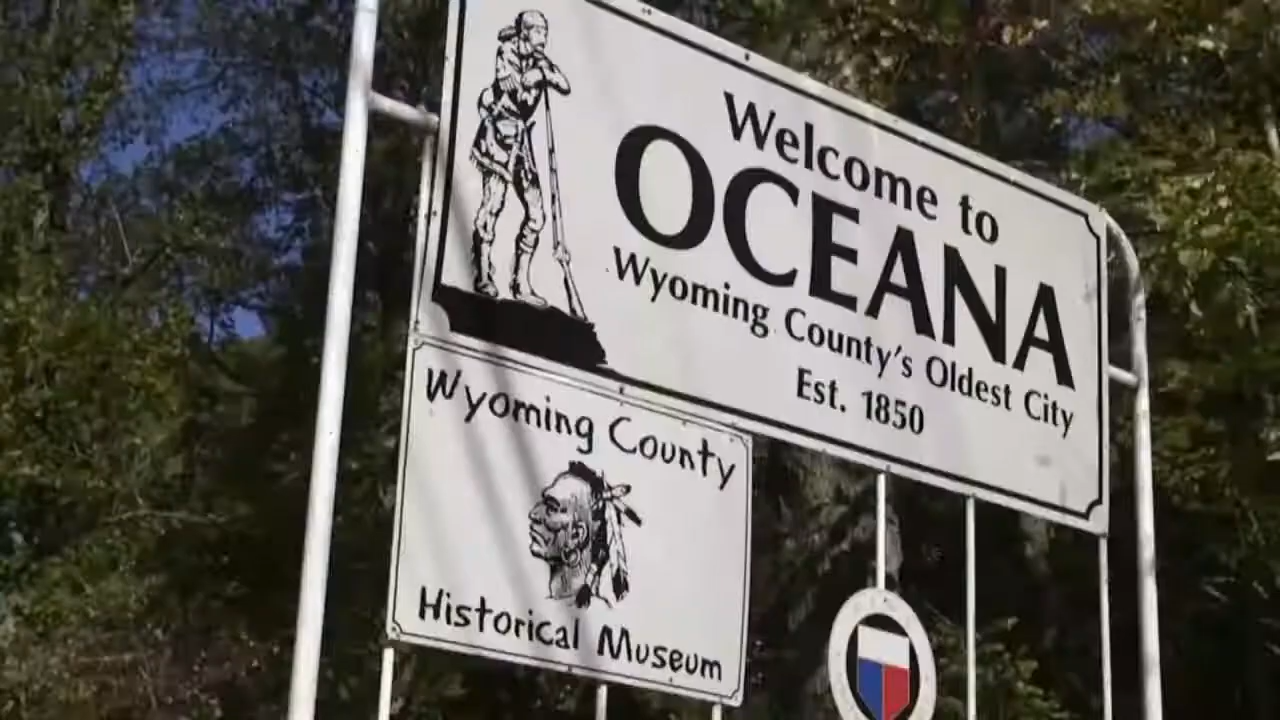 Welcome to
OCEANA
Wyoming County's Oldest City
Est. 1850
Wyoming County
Historical Museum